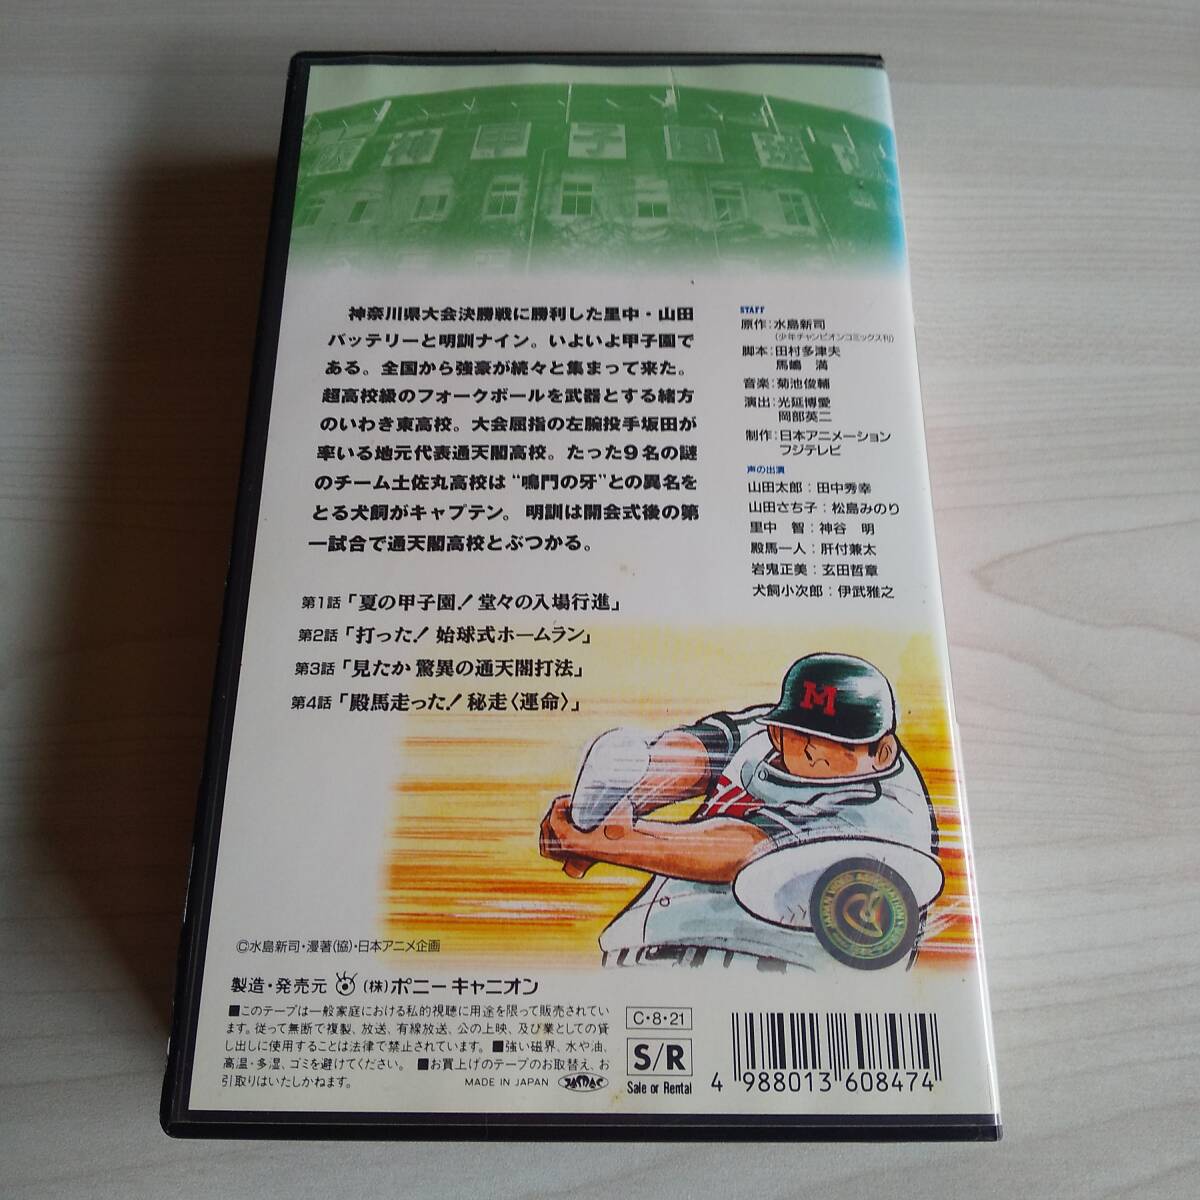 阪神甲子園球場
神奈川県大会決勝戦に勝利した里中・山田
バッテリーと明訓ナイン。いよいよ甲子園で
ある。全国から強豪が続々と集まって来た。
超高校級のフォークボールを武器とする緒方
のいわき東高校。大会屈指の左腕投手坂田が
率いる地元代表通天閣高校。たった9名の謎
のチーム土佐丸高校は“鳴門の牙”との異名を
とる犬飼がキャプテン。明訓は開会式後の第
一試合で通天閣高校とぶつかる。
第1話「夏の甲子園!堂々の入場行進」
第2話「打った!始球式ホームラン」
第3話「見たか 驚異の通天閣打法」
第4話「殿馬走った!秘走〈運命〉」
STAFF
原作:水島新司
(少年チャンピオンコミックス刊)
脚本:田村多津夫
馬嶋 満
音楽:菊池俊輔
演出:光延博愛
岡部英二
制作:日本アニメーション
フジテレビ
声の出演
山田太郎:田中秀幸
山田さち子:松島みのり
里中 智:神谷 明
殿馬一人:肝付兼太
岩鬼正美:玄田哲章
犬飼小次郎:伊武雅之
M
©水島新司・漫著(協)・日本アニメ企画
製造・発売元 (株)ポニーキャニオン
■このテープは一般家庭における私的視聴に用途を限って販売されてい
ます。従って無断で複製、放送、有線放送、公の上映、及び業としての貸
し出しに使用することは法律で禁止されています。■強い磁界、水や油、
高温・多湿、ゴミを避けてください。 ■お買上げのテープのお取替え、お
引取りはいたしかねます。
MADE IN JAPAN
C・8・21
S/R
Sale or Rental
4 988013 608474